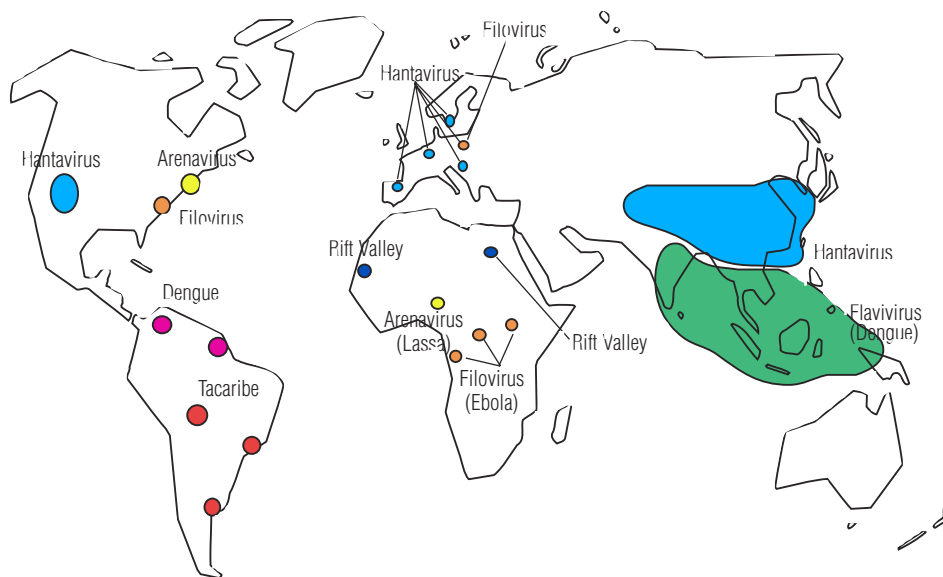 Filovirus
Hantavirus
Hantavirus
Arenavirus
Filovirus
Rift Valley
Hantavirus
Dengue
Arenavirus
(Lassa)
Rift Valley
Flavivirus
(Dengue)
Tacaribe
Filovirus
(Ebola)